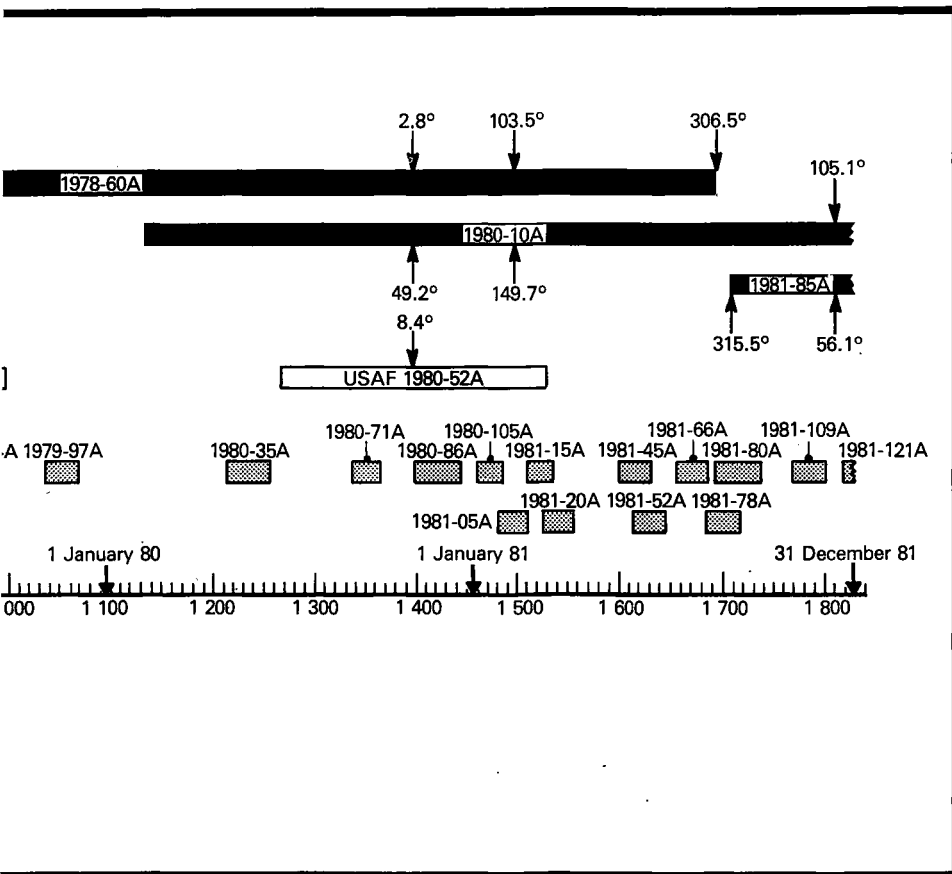 2.8° 103.5° 306.5°
105.1°
1978-60A
1980-10A
49.2° 149.7°
1981-85A
8.4°
315.5° 56.1°
]
USAF 1980-52A
1980-71A 1980-105A 1981-66A 1981-109A
-A 1979-97A 1980-35A 1980-86A 1981-15A 1981-45A 1981-80A 1981-121A
1981-05A 1981-20A 1981-52A 1981-78A
1 January 80 1 January 81 31 December 81
000 1 100 1 200 1 300 1 400 1 500 1 600 1 700 1 800